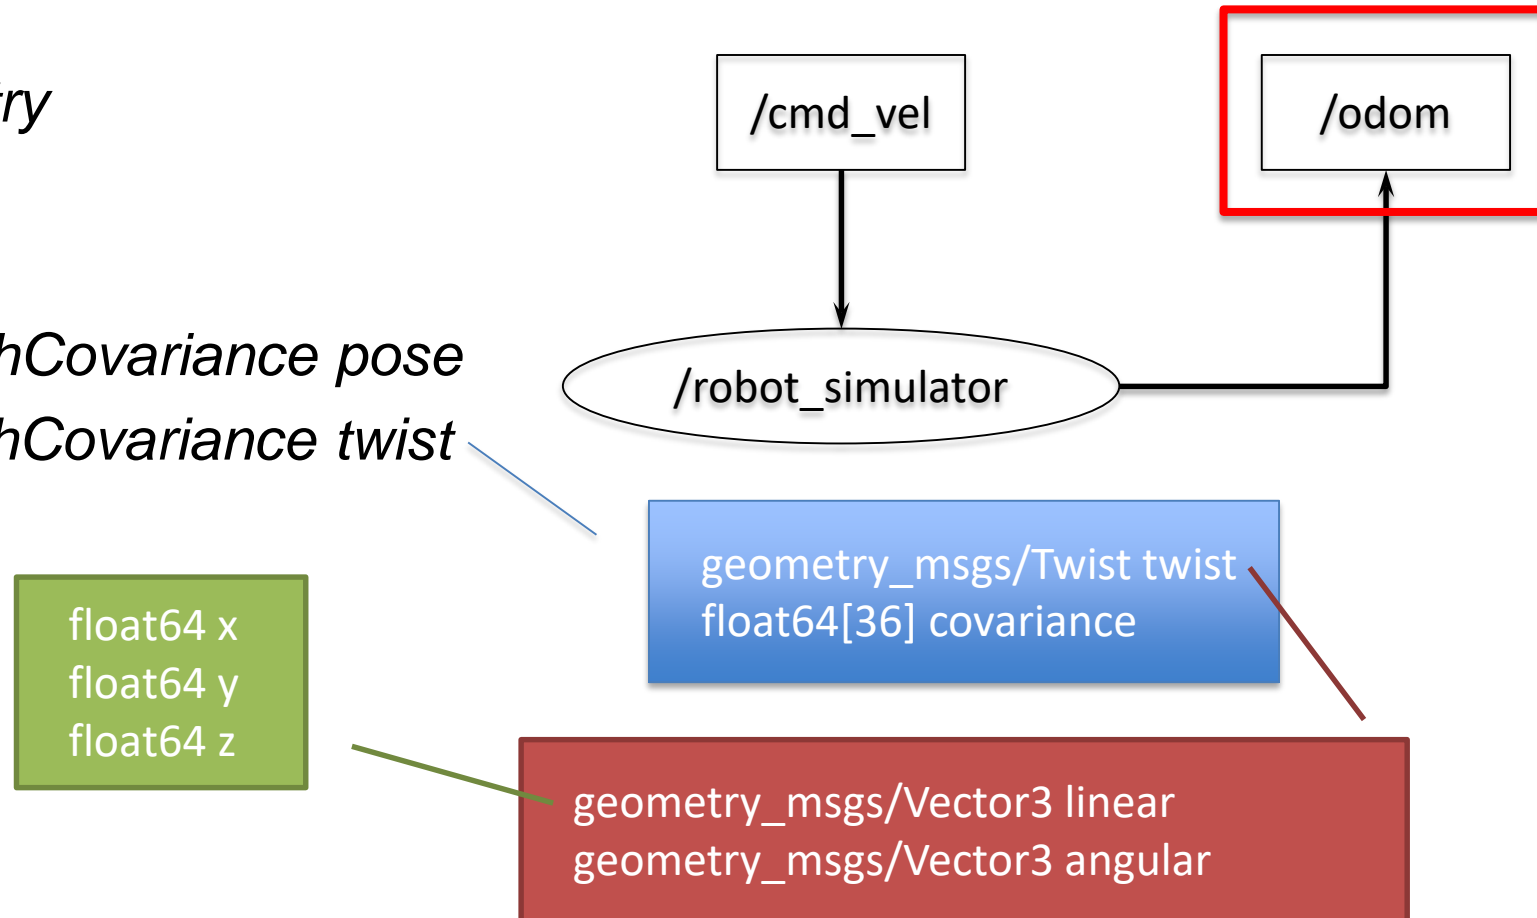 try
/cmd_vel
/odom
hCovariance pose
/robot_simulator
hCovariance twist
geometry_msgs/Twist twist
float64[36] covariance
float64 x
float64 y
float64 z
geometry_msgs/Vector3 linear
geometry_msgs/Vector3 angular